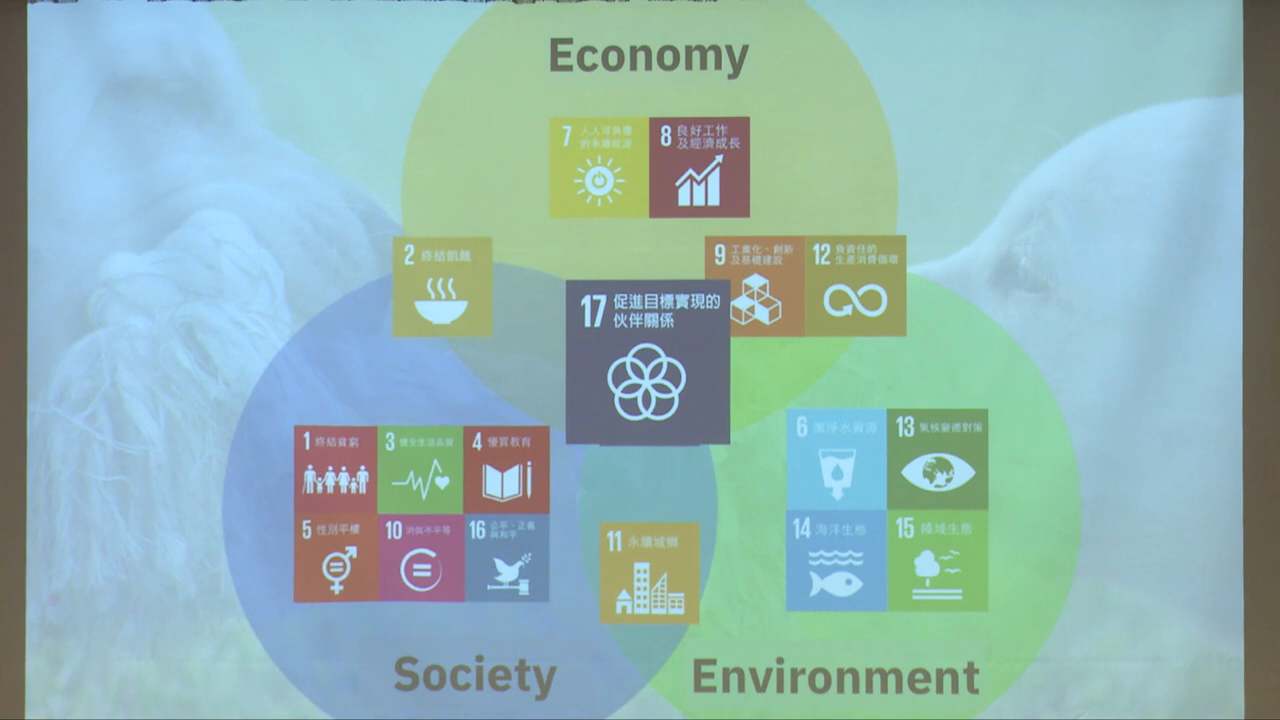 Economy
7 人人可負擔
的永續能源
8 良好工作
及經濟成長
2 終結飢餓
9 工業化、創新
及基礎建設
12 負責任的
生產消費循環
17 促進目標實現的
伙伴關係
1 終結貧窮
3 健全生活品質
4 優質教育
5 性別平權
10 消弭不平等
16 公平、正義
與和平
11 永續城鄉
6 潔淨水資源
13 氣候變遷對策
14 海洋生態
15 陸域生態
Society
Environment